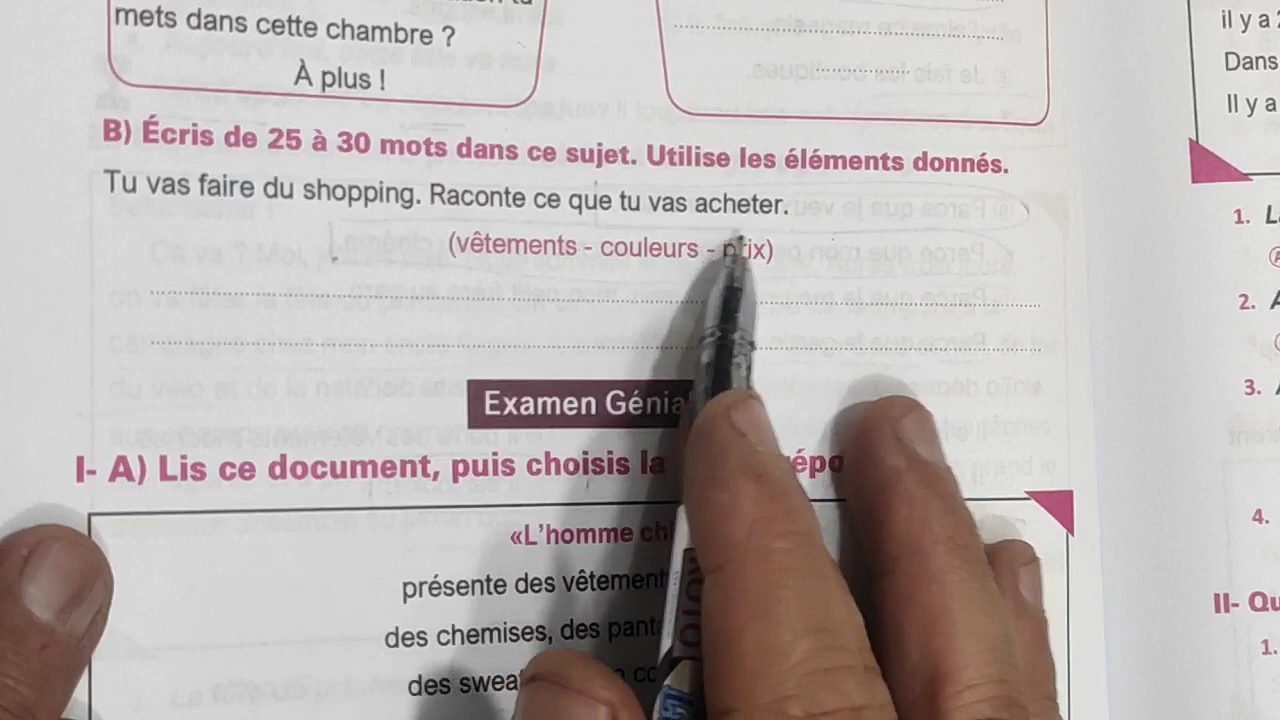 mets dans cette chambre ?
À plus !
B) Écris de 25 à 30 mots dans ce sujet. Utilise les éléments donnés.
Tu vas faire du shopping. Raconte ce que tu vas acheter.
(vêtements - couleurs - prix)
Examen Génia
I- A) Lis ce document, puis choisis la
«L'homme
présente des vêtement
des chemises, des
des
il y a
Dans
Il y a
1.
2.
3.
4.
II- Qu
1.